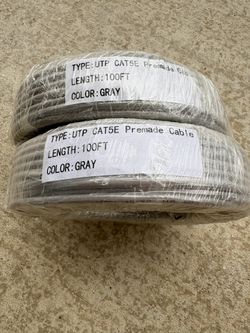 TYPE:UTP CAT5E Premade
LENGTH:100FT
COLOR:GRAY
TYPE:UTP CAT5E Premade Cable
LENGTH:100FT
COLOR:GRAY